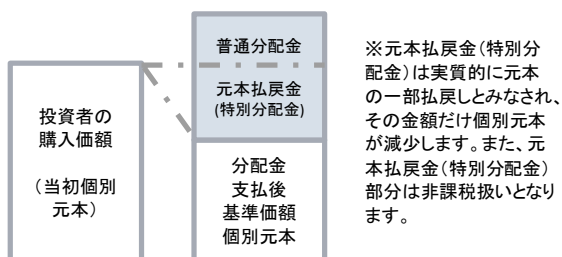 普通分配金
元本払戻金
(特別分配金)
投資者の
購入価額
(当初個別
元本)
分配金
支払後
基準価額
個別元本
※元本払戻金(特別分
配金)は実質的に元本
の一部払戻しとみなされ、
その金額だけ個別元本
が減少します。また、元
本払戻金(特別分配金)
部分は非課税扱いとなり
ます。